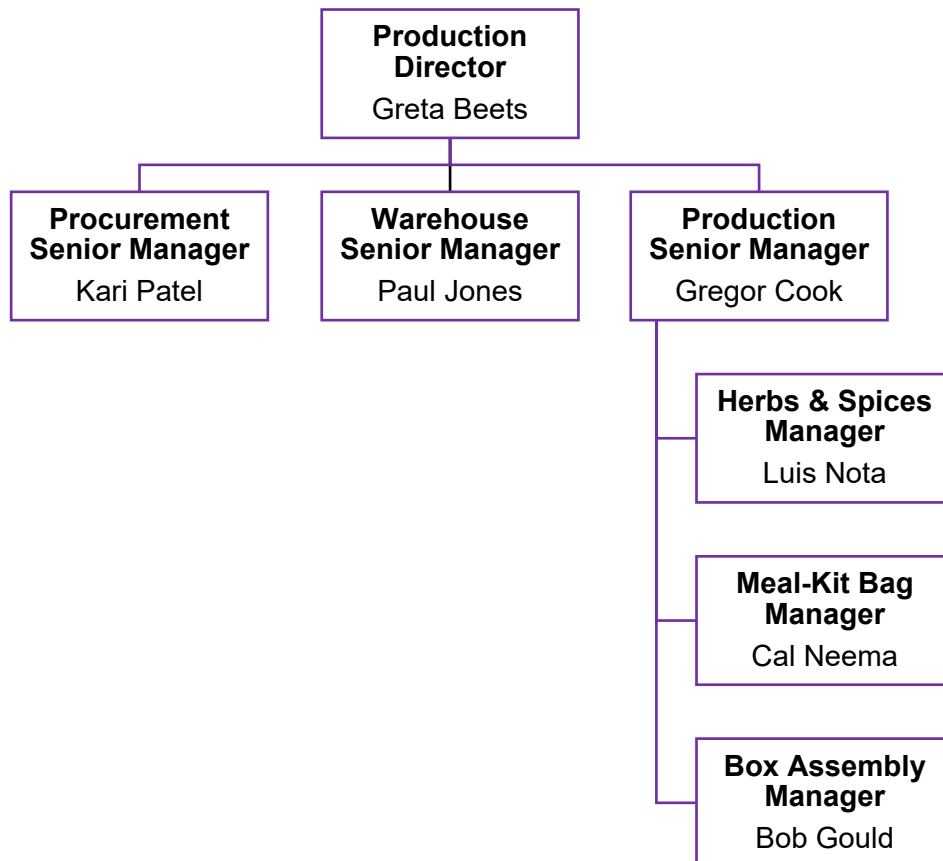 Production
Director
Greta Beets
Procurement
Senior Manager
Kari Patel
Warehouse
Senior Manager
Paul Jones
Production
Senior Manager
Gregor Cook
Herbs & Spices
Manager
Luis Nota
Meal-Kit Bag
Manager
Cal Neema
Box Assembly
Manager
Bob Gould